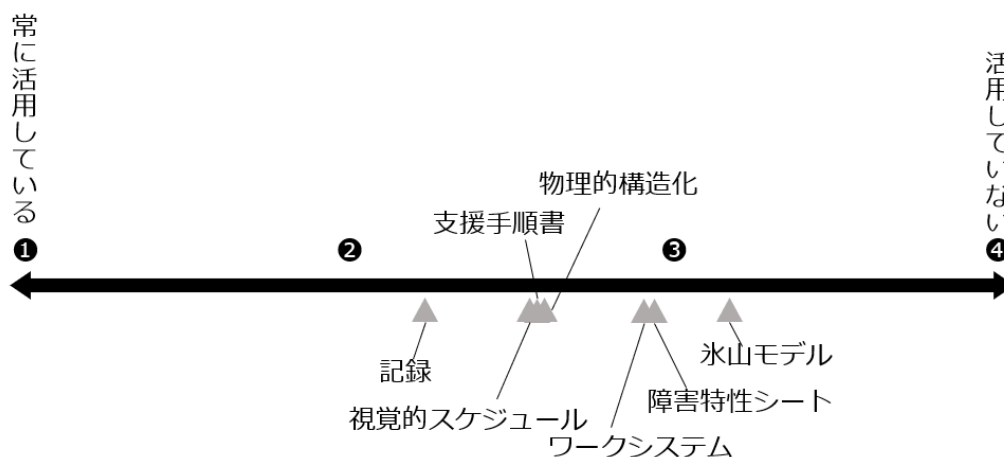 常に活用している
活用していない
物理的構造化
支援手順書
❶
❷
❸
❹
記録
氷山モデル
視覚的スケジュール
障害特性シート
ワークシステム